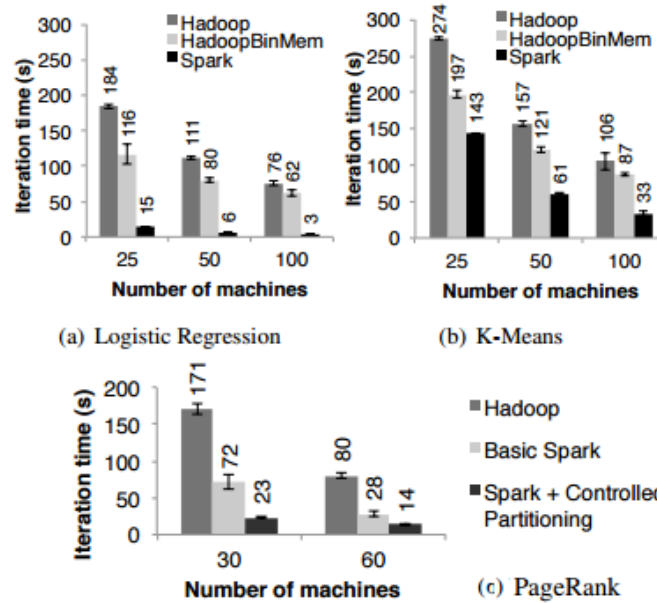 Hadoop
HadoopBinMem
Spark
Iteration time (s)
300
250
200
150
100
50
0
184
116
15
111
80
6
76
62
3
25 50 100
Number of machines
(a) Logistic Regression
Hadoop
HadoopBinMem
Spark
Iteration time (s)
300
250
200
150
100
50
0
274
197
143
157
121
61
106
87
33
25 50 100
Number of machines
(b) K-Means
Iteration time (s)
200
150
100
50
0
171
72
23
80
28
14
30 60
Number of machines
Hadoop
Basic Spark
Spark + Controlled
Partitioning
(c) PageRank